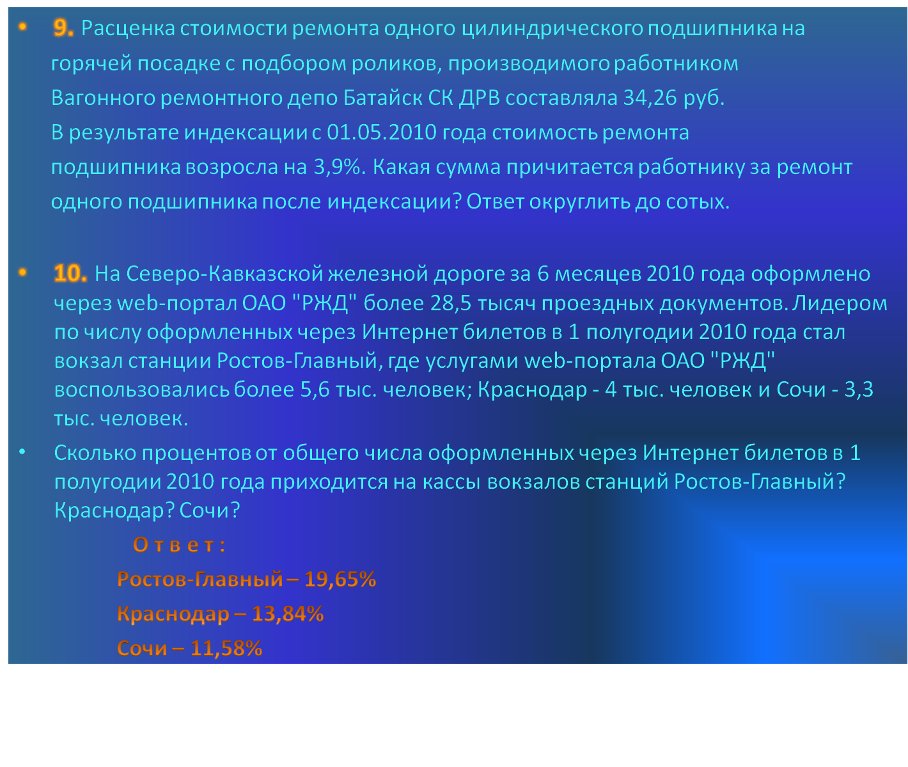 • 9. Расценка стоимости ремонта одного цилиндрического подшипника на
горячей посадке с подбором роликов, производимого работником
Вагонного ремонтного депо Батайск СК ДРВ составляла 34,26 руб.
В результате индексации с 01.05.2010 года стоимость ремонта
подшипника возросла на 3,9%. Какая сумма причитается работнику за ремонт
одного подшипника после индексации? Ответ округлить до сотых.
• 10. На Северо-Кавказской железной дороге за 6 месяцев 2010 года оформлено
через web-портал ОАО "РЖД" более 28,5 тысяч проездных документов. Лидером
по числу оформленных через Интернет билетов в 1 полугодии 2010 года стал
вокзал станции Ростов-Главный, где услугами web-портала ОАО "РЖД"
воспользовались более 5,6 тыс. человек; Краснодар - 4 тыс. человек и Сочи - 3,3
тыс. человек.
• Сколько процентов от общего числа оформленных через Интернет билетов в 1
полугодии 2010 года приходится на кассы вокзалов станций Ростов-Главный?
Краснодар? Сочи?
О т в е т :
Ростов-Главный – 19,65%
Краснодар – 13,84%
Сочи – 11,58%